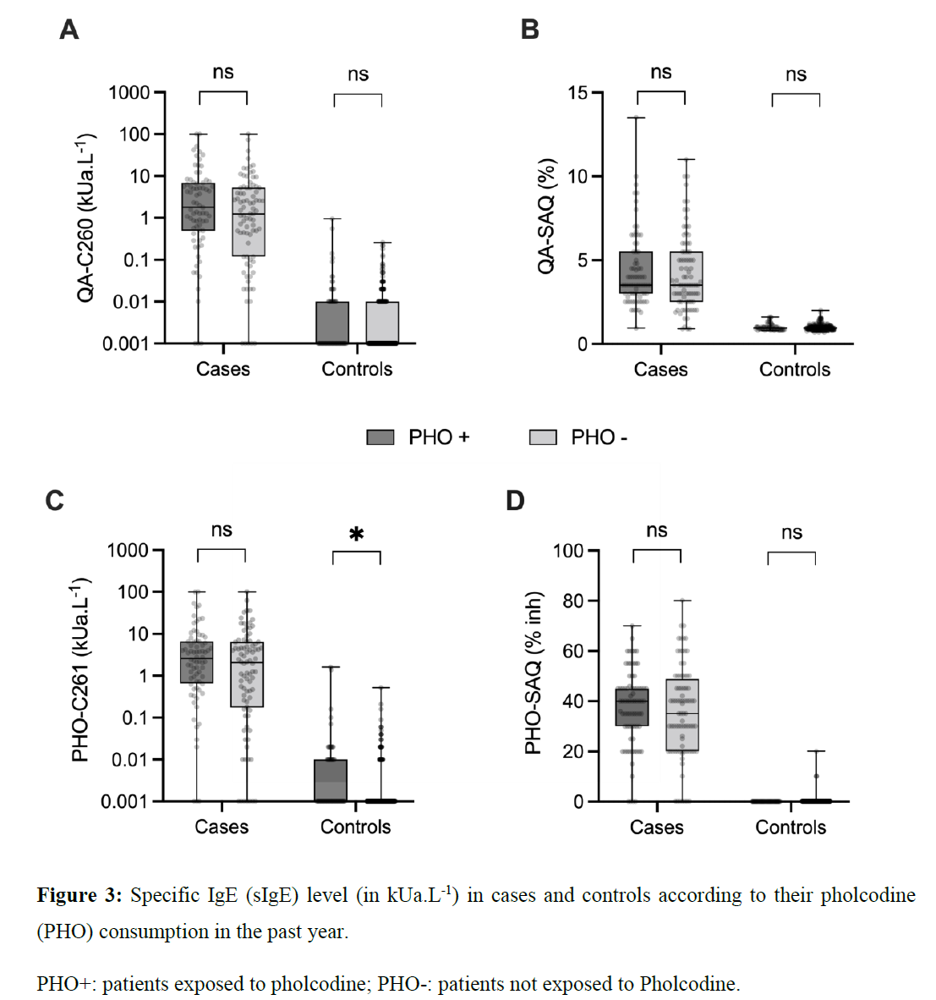 A
B
ns
ns
ns
ns
1000
100
10
1
0.1
0.01
0.001
QA-C260 (kUa.L-1)
Cases
Controls
15
10
5
0
QA-SAQ (%)
Cases
Controls
PHO +
PHO -
C
D
ns
*
ns
ns
1000
100
10
1
0.1
0.01
0.001
PHO-C261 (kUa.L-1)
Cases
Controls
100
80
60
40
20
0
PHO-SAQ (% inh)
Cases
Controls
Figure 3: Specific IgE (sIgE) level (in kUa.L-1) in cases and controls according to their pholcodine
(PHO) consumption in the past year.
PHO+: patients exposed to pholcodine; PHO-: patients not exposed to Pholcodine.